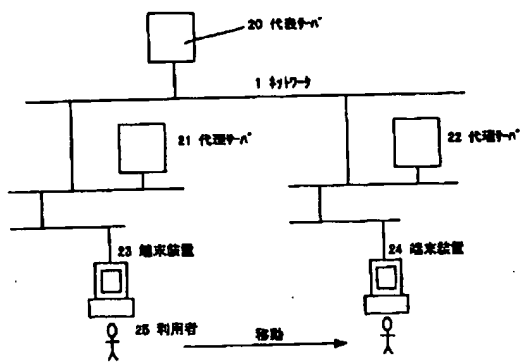 20 代表ｻｰﾊﾞ
1 ﾈｯﾄﾜｰｸ
21 代理ｻｰﾊﾞ
22 代理ｻｰﾊﾞ
23 端末装置
24 端末装置
25 利用者
移動